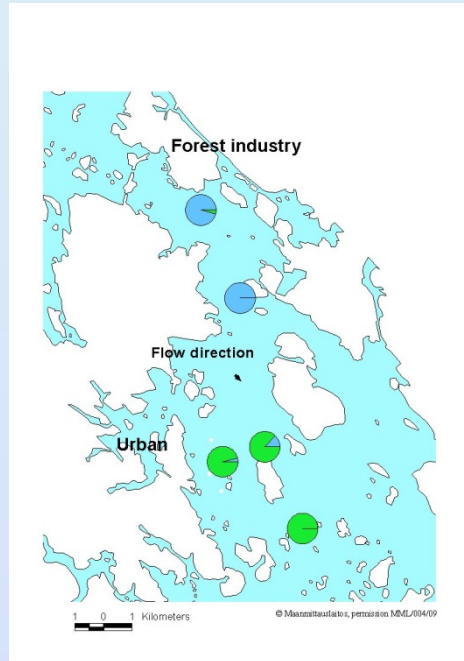 Forest industry
Flow direction
Urban
1 0 1 Kilometers
© Maanmittauslaitos, permission MML/004/09